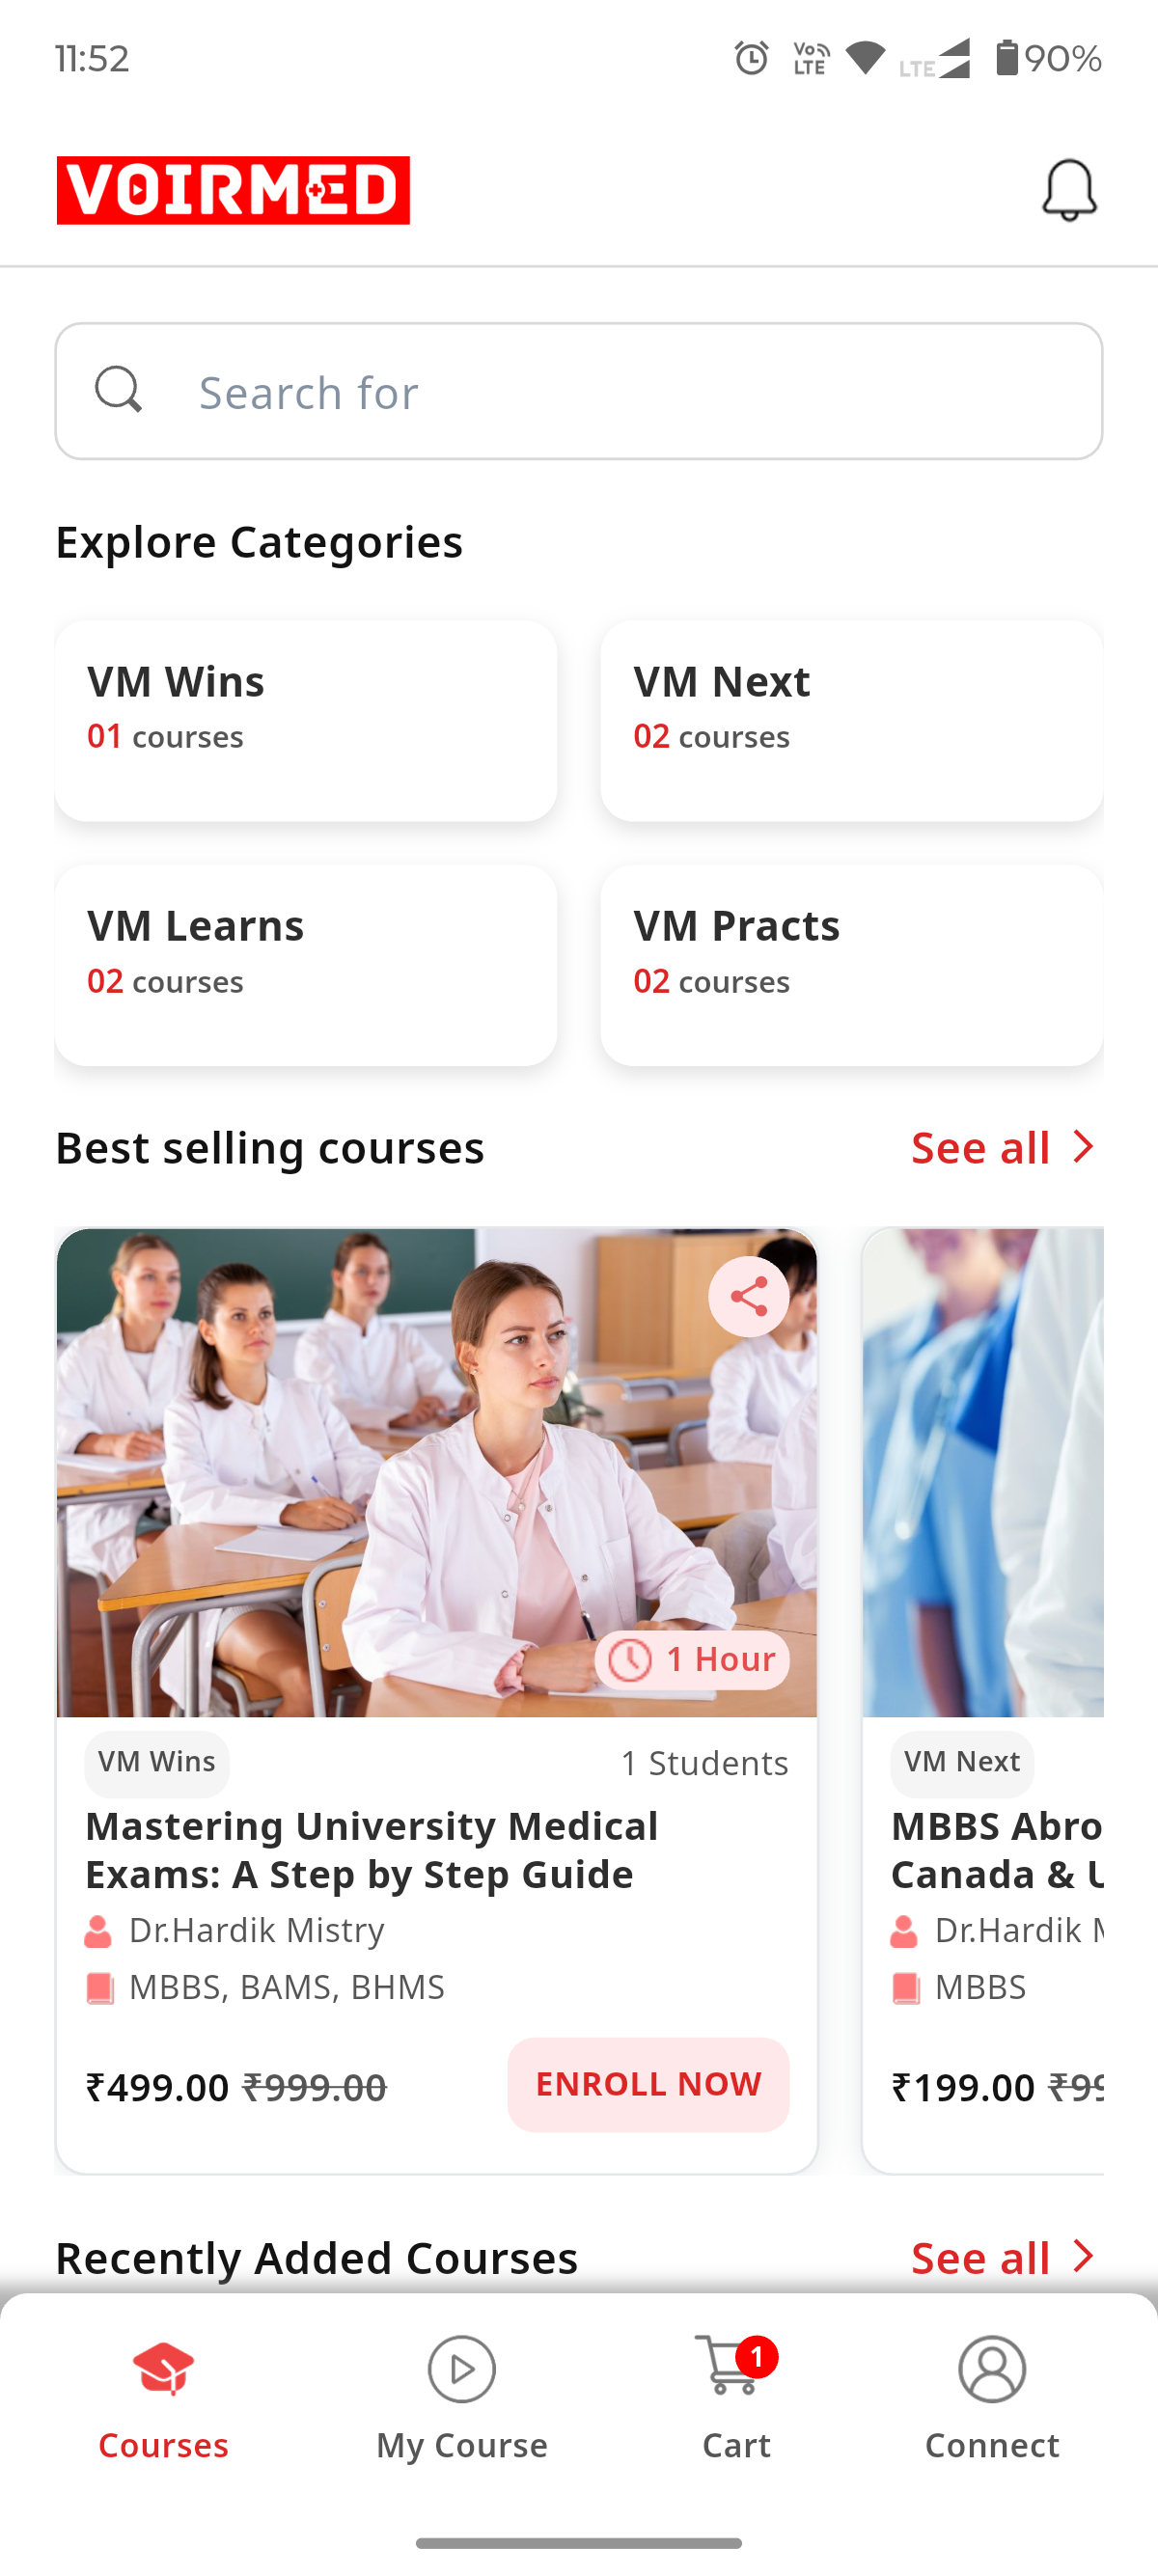 11:52
Vo LTE
LTE
90%
VOIRMED
Search for
Explore Categories
VM Wins
01 courses
VM Next
02 courses
VM Learns
02 courses
VM Practs
02 courses
Best selling courses
See all
1 Hour
VM Wins
1 Students
Mastering University Medical
Exams: A Step by Step Guide
Dr.Hardik Mistry
MBBS, BAMS, BHMS
₹499.00 ₹999.00
ENROLL NOW
VM Next
MBBS Abro
Canada &
Dr.Hardik
MBBS
₹199.00 ₹99
Recently Added Courses
See all
1
Courses
My Course
Cart
Connect